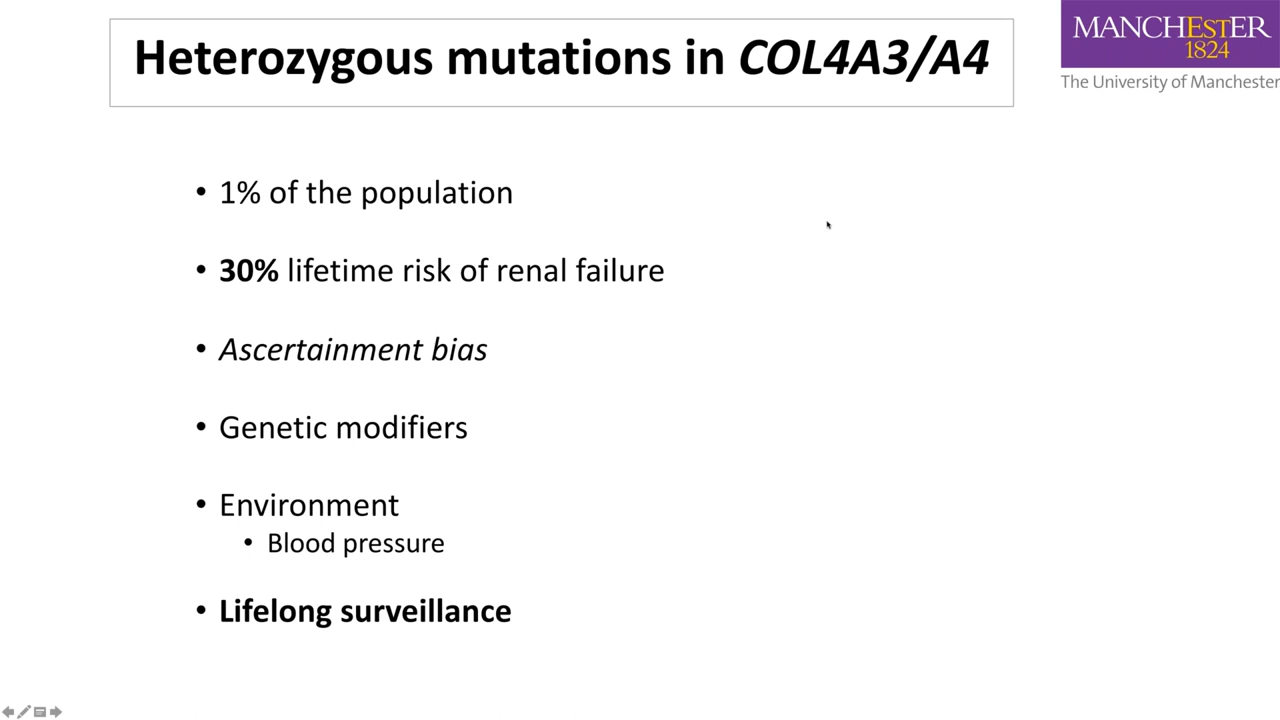 Heterozygous mutations in COL4A3/A4
MANCHESTER
1824
The University of Manchester
• 1% of the population
• 30% lifetime risk of renal failure
• Ascertainment bias
• Genetic modifiers
• Environment
• Blood pressure
• Lifelong surveillance